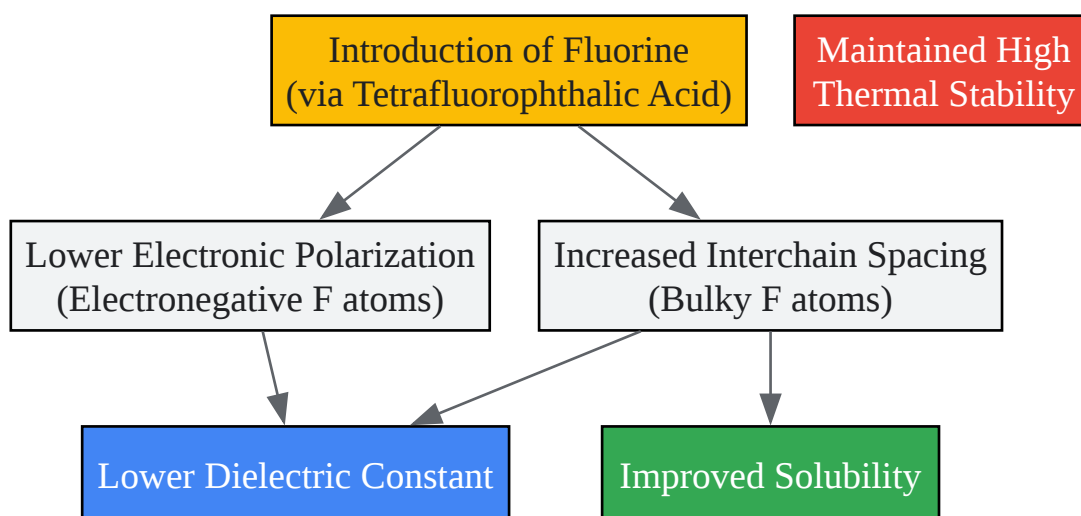 Introduction of Fluorine
(via Tetrafluorophthalic Acid)
Maintained High
Thermal Stability
Lower Electronic Polarization
(Electronegative F atoms)
Increased Interchain Spacing
(Bulky F atoms)
Lower Dielectric Constant
Improved Solubility